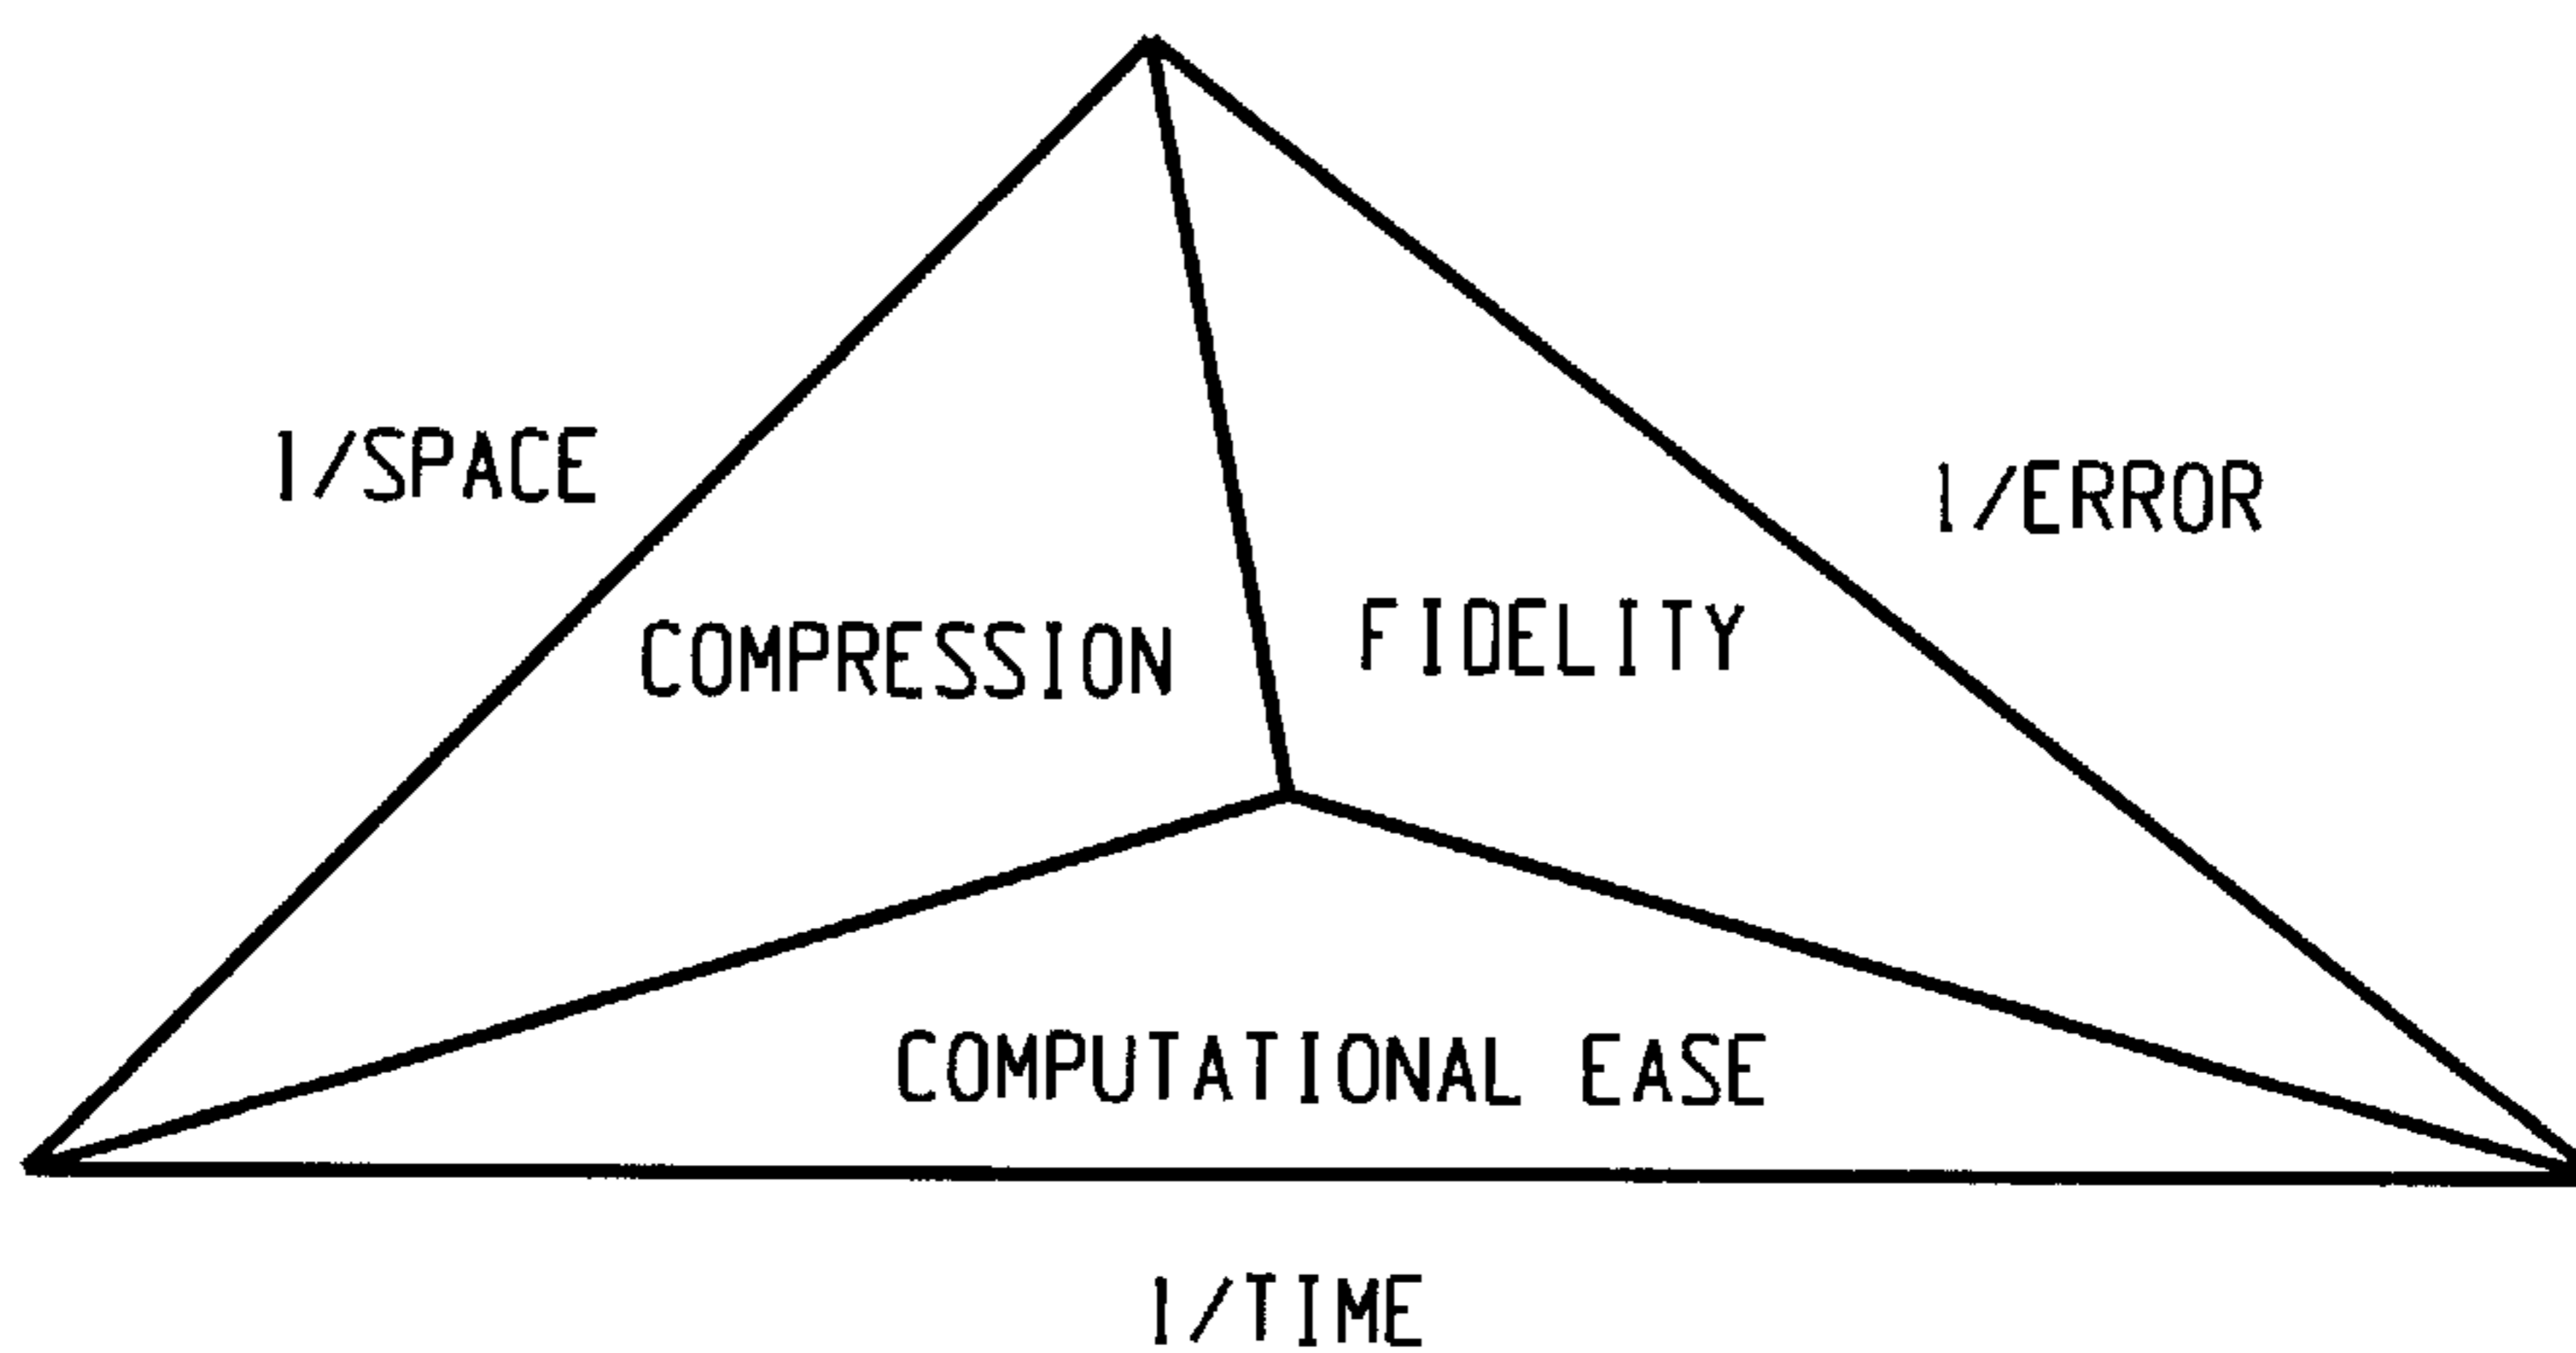 1/SPACE
1/ERROR
COMPRESSION
FIDELITY
COMPUTATIONAL EASE
1/TIME